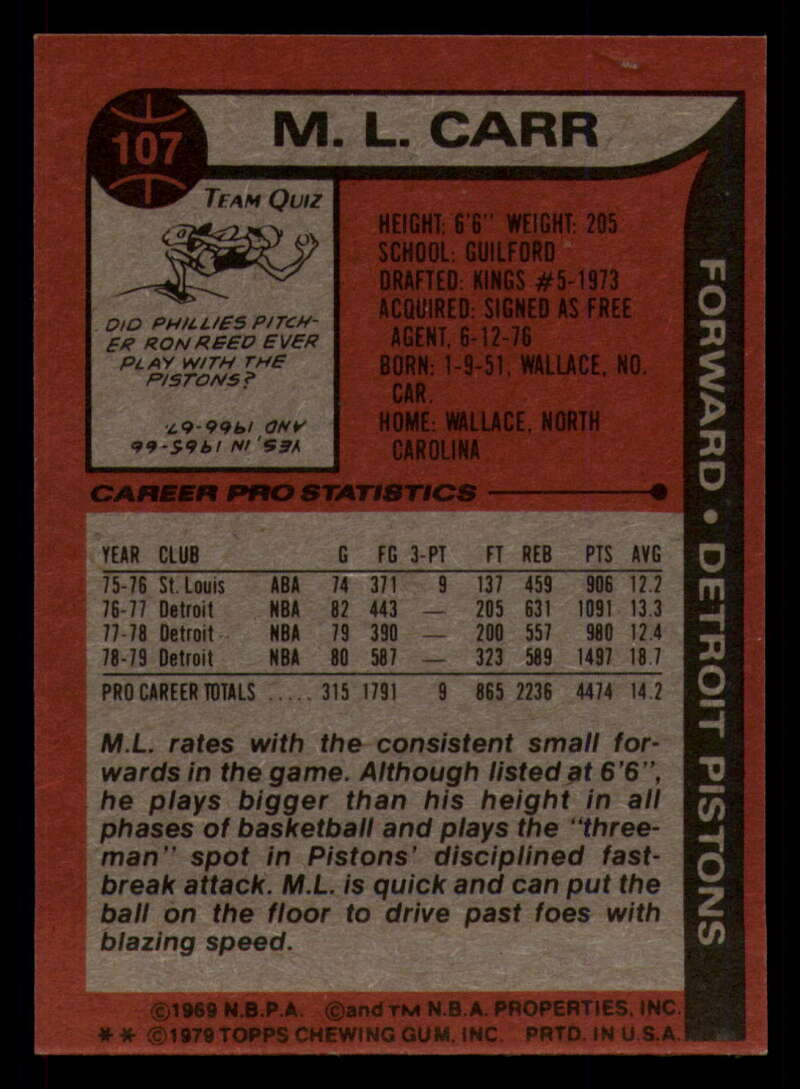 107
M. L. CARR
TEAM QUIZ
DID PHILLIES PITCH-
ER RON REED EVER
PLAY WITH THE
PISTONS?
YES, IN 1965-66
AND 1966-67.
HEIGHT: 6'6" WEIGHT: 205
SCHOOL: GUILFORD
DRAFTED: KINGS #5-1973
ACQUIRED: SIGNED AS FREE
AGENT, 6-12-76
BORN: 1-9-51, WALLACE, NO.
CAR.
HOME: WALLACE, NORTH
CAROLINA
FORWARD • DETROIT PISTONS
CAREER PRO STATISTICS
YEAR CLUB G FG 3-PT FT REB PTS AVG
75-76 St. Louis ABA 74 371 9 137 459 906 12.2
76-77 Detroit NBA 82 443 — 205 631 1091 13.3
77-78 Detroit NBA 79 390 — 200 557 980 12.4
78-79 Detroit NBA 80 587 — 323 589 1497 18.7
PRO CAREER TOTALS ..... 315 1791 9 865 2236 4474 14.2
M.L. rates with the consistent small for-
wards in the game. Although listed at 6'6",
he plays bigger than his height in all
phases of basketball and plays the "three-
man" spot in Pistons' disciplined fast-
break attack. M.L. is quick and can put the
ball on the floor to drive past foes with
blazing speed.
©1969 N.B.P.A. ©and TM N.B.A. PROPERTIES, INC.
** ©1979 TOPPS CHEWING GUM, INC. PRTD. IN U.S.A.